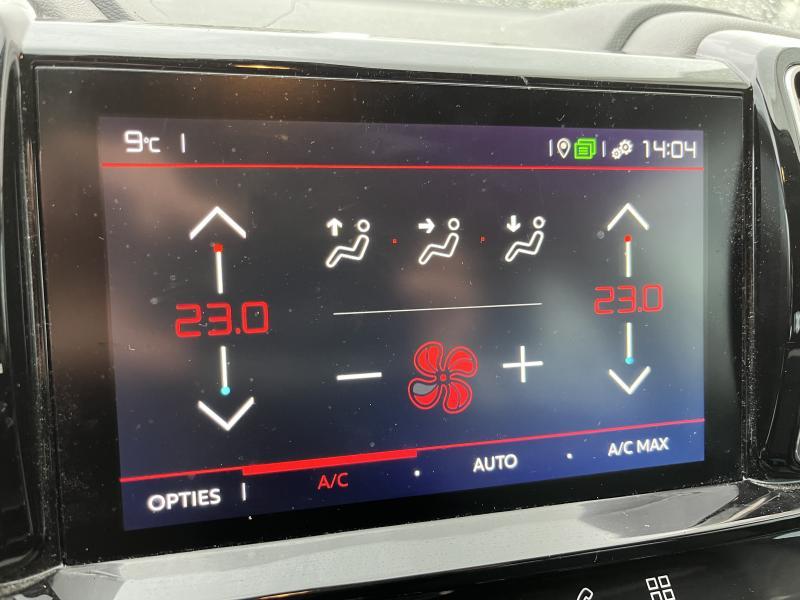 9°C
14:04
23.0
23.0
OPTIES
A/C
AUTO
A/C MAX